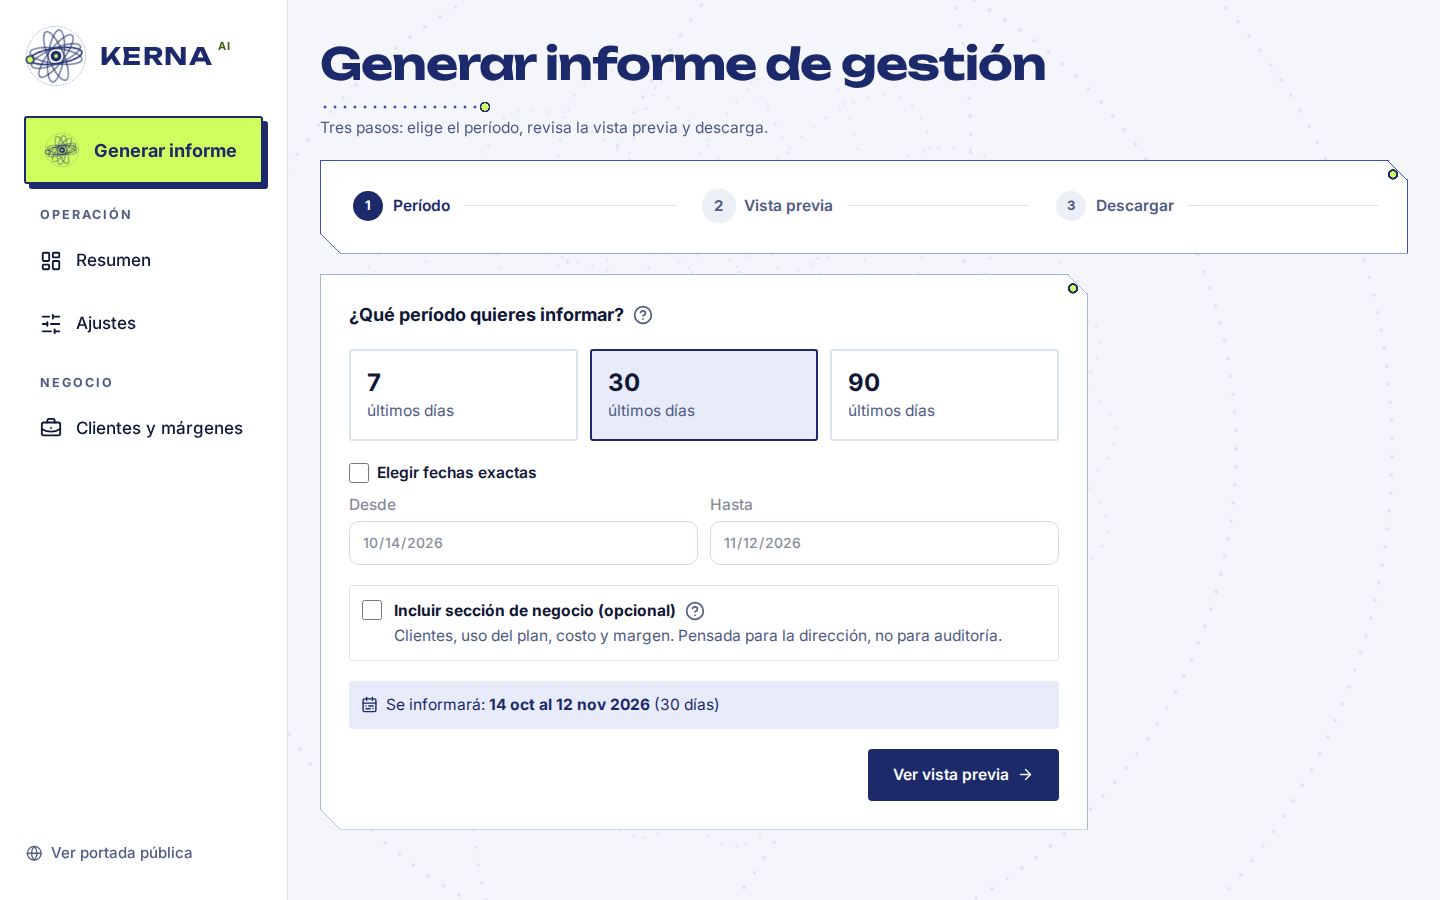 KERNA AI
Generar informe
OPERACIÓN
Resumen
Ajustes
NEGOCIO
Clientes y márgenes
Ver portada pública
Generar informe de gestión
Tres pasos: elige el período, revisa la vista previa y descarga.
1 Período
2 Vista previa
3 Descargar
¿Qué período quieres informar?
7
últimos días
30
últimos días
90
últimos días
Elegir fechas exactas
Desde
10/14/2026
Hasta
11/12/2026
Incluir sección de negocio (opcional)
Clientes, uso del plan, costo y margen. Pensada para la dirección, no para auditoría.
Se informará: 14 oct al 12 nov 2026 (30 días)
Ver vista previa